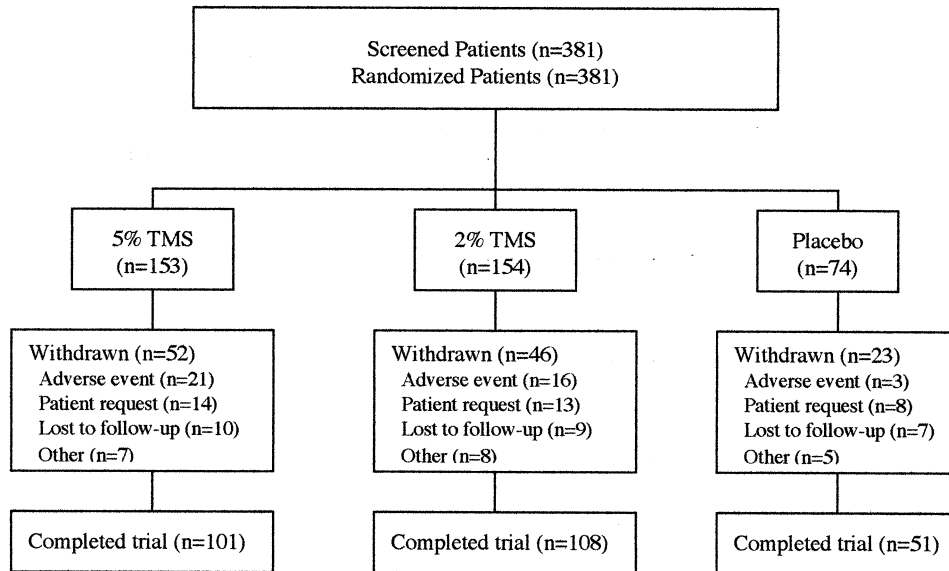 Screened Patients (n=381)
Randomized Patients (n=381)
5% TMS
(n=153)
2% TMS
(n=154)
Placebo
(n=74)
Withdrawn (n=52)
Adverse event (n=21)
Patient request (n=14)
Lost to follow-up (n=10)
Other (n=7)
Withdrawn (n=46)
Adverse event (n=16)
Patient request (n=13)
Lost to follow-up (n=9)
Other (n=8)
Withdrawn (n=23)
Adverse event (n=3)
Patient request (n=8)
Lost to follow-up (n=7)
Other (n=5)
Completed trial (n=101)
Completed trial (n=108)
Completed trial (n=51)